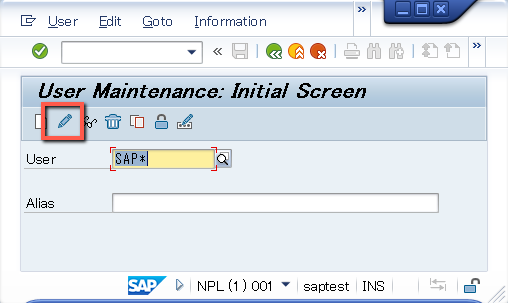 User Edit Goto Information »
« »
User Maintenance: Initial Screen
User SAP*
Alias
SAP NPL (1) 001 saptest INS